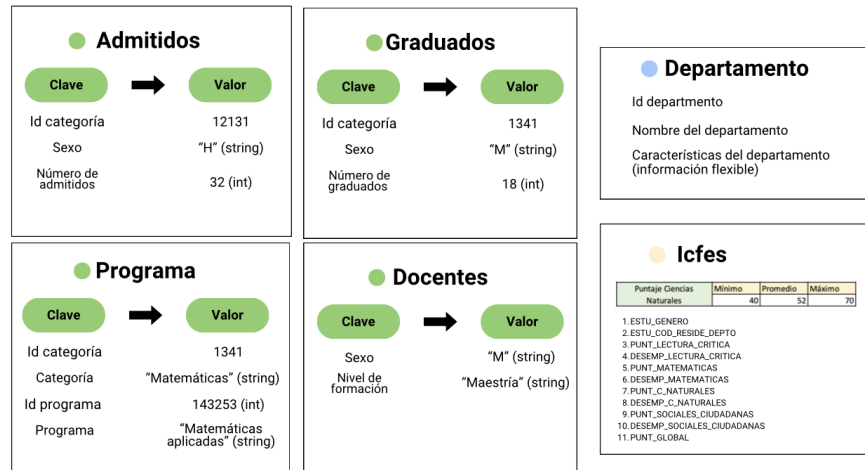 Admitidos
Clave
Valor
Id categoría
12131
Sexo
“H” (string)
Número de
admitidos
32 (int)
Graduados
Clave
Valor
Id categoría
1341
Sexo
“M” (string)
Número de
graduados
18 (int)
Departamento
Id departmento
Nombre del departamento
Características del departamento
(información flexible)
Programa
Clave
Valor
Id categoría
1341
Categoría
“Matemáticas” (string)
Id programa
143253 (int)
Programa
“Matemáticas
aplicadas” (string)
Docentes
Clave
Valor
Sexo
“M” (string)
Nivel de
formación
“Maestría” (string)
Icfes
Puntaje Ciencias
Naturales
Mínimo
Promedio
Máximo
40
52
70
1.ESTU_GENERO
2.ESTU_COD_RESIDE_DEPTO
3.PUNT_LECTURA_CRITICA
4.DESEMP_LECTURA_CRITICA
5.PUNT_MATEMATICAS
6.DESEMP_MATEMATICAS
7.PUNT_C_NATURALES
8.DESEMP_C_NATURALES
9.PUNT_SOCIALES_CIUDADANAS
10.DESEMP_SOCIALES_CIUDADANAS
11.PUNT_GLOBAL